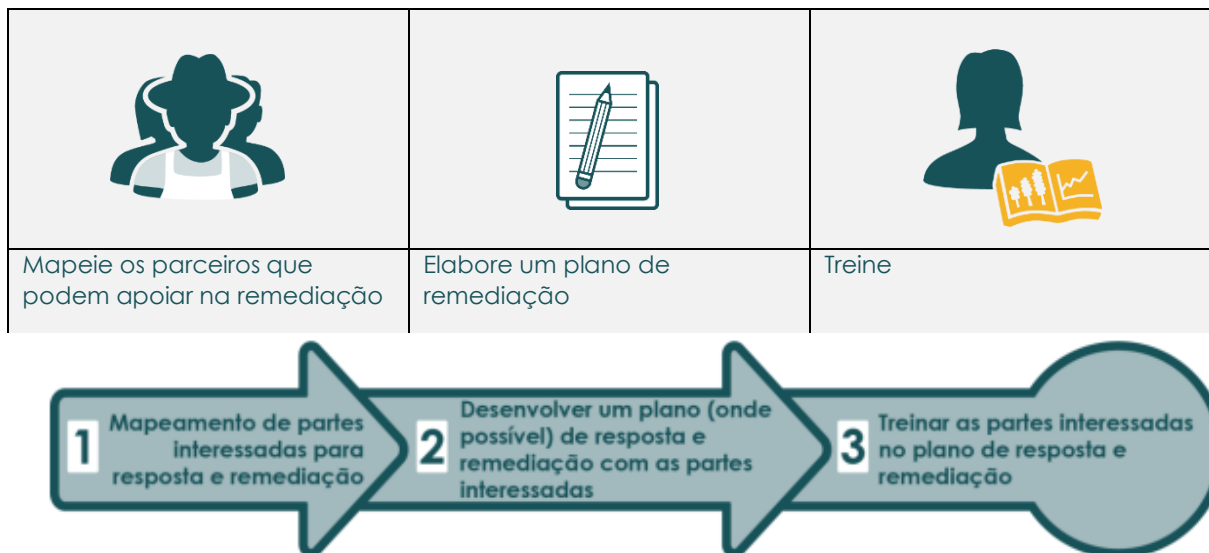 Mapeie os parceiros que
podem apoiar na remediação
Elabore um plano de
remediação
Treine
1
Mapeamento de partes
interessadas para
resposta e remediação
2
Desenvolver um plano (onde
possível) de resposta e
remediação com as partes
interessadas
3
Treinar as partes interessadas
no plano de resposta e
remediação